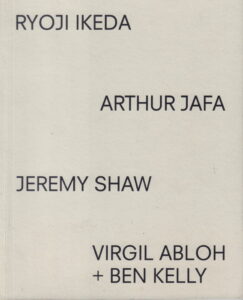 RYOJI IKEDA
ARTHUR JAFA
JEREMY SHAW
VIRGIL ABLOH
+ BEN KELLY